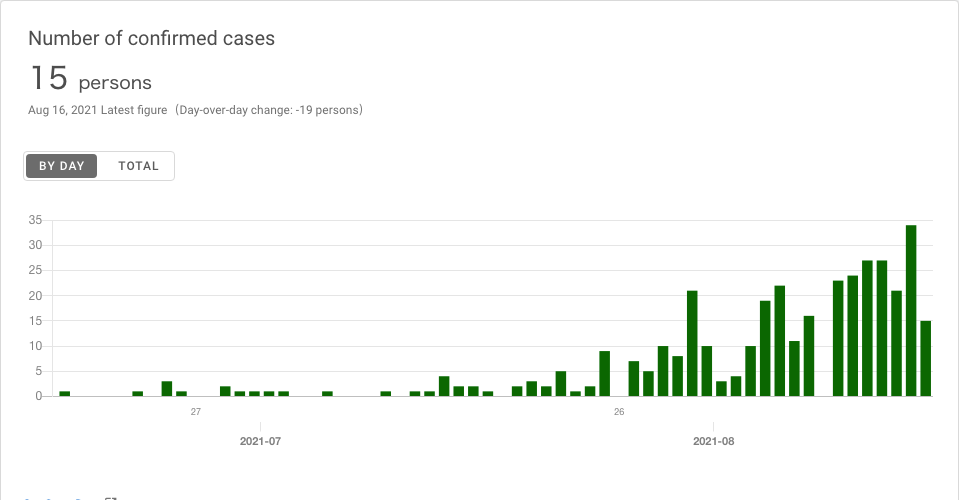 Number of confirmed cases
15 persons
Aug 16, 2021 Latest figure (Day-over-day change: -19 persons)
BY DAY TOTAL
35
30
25
20
15
10
5
0
27 26
2021-07 2021-08